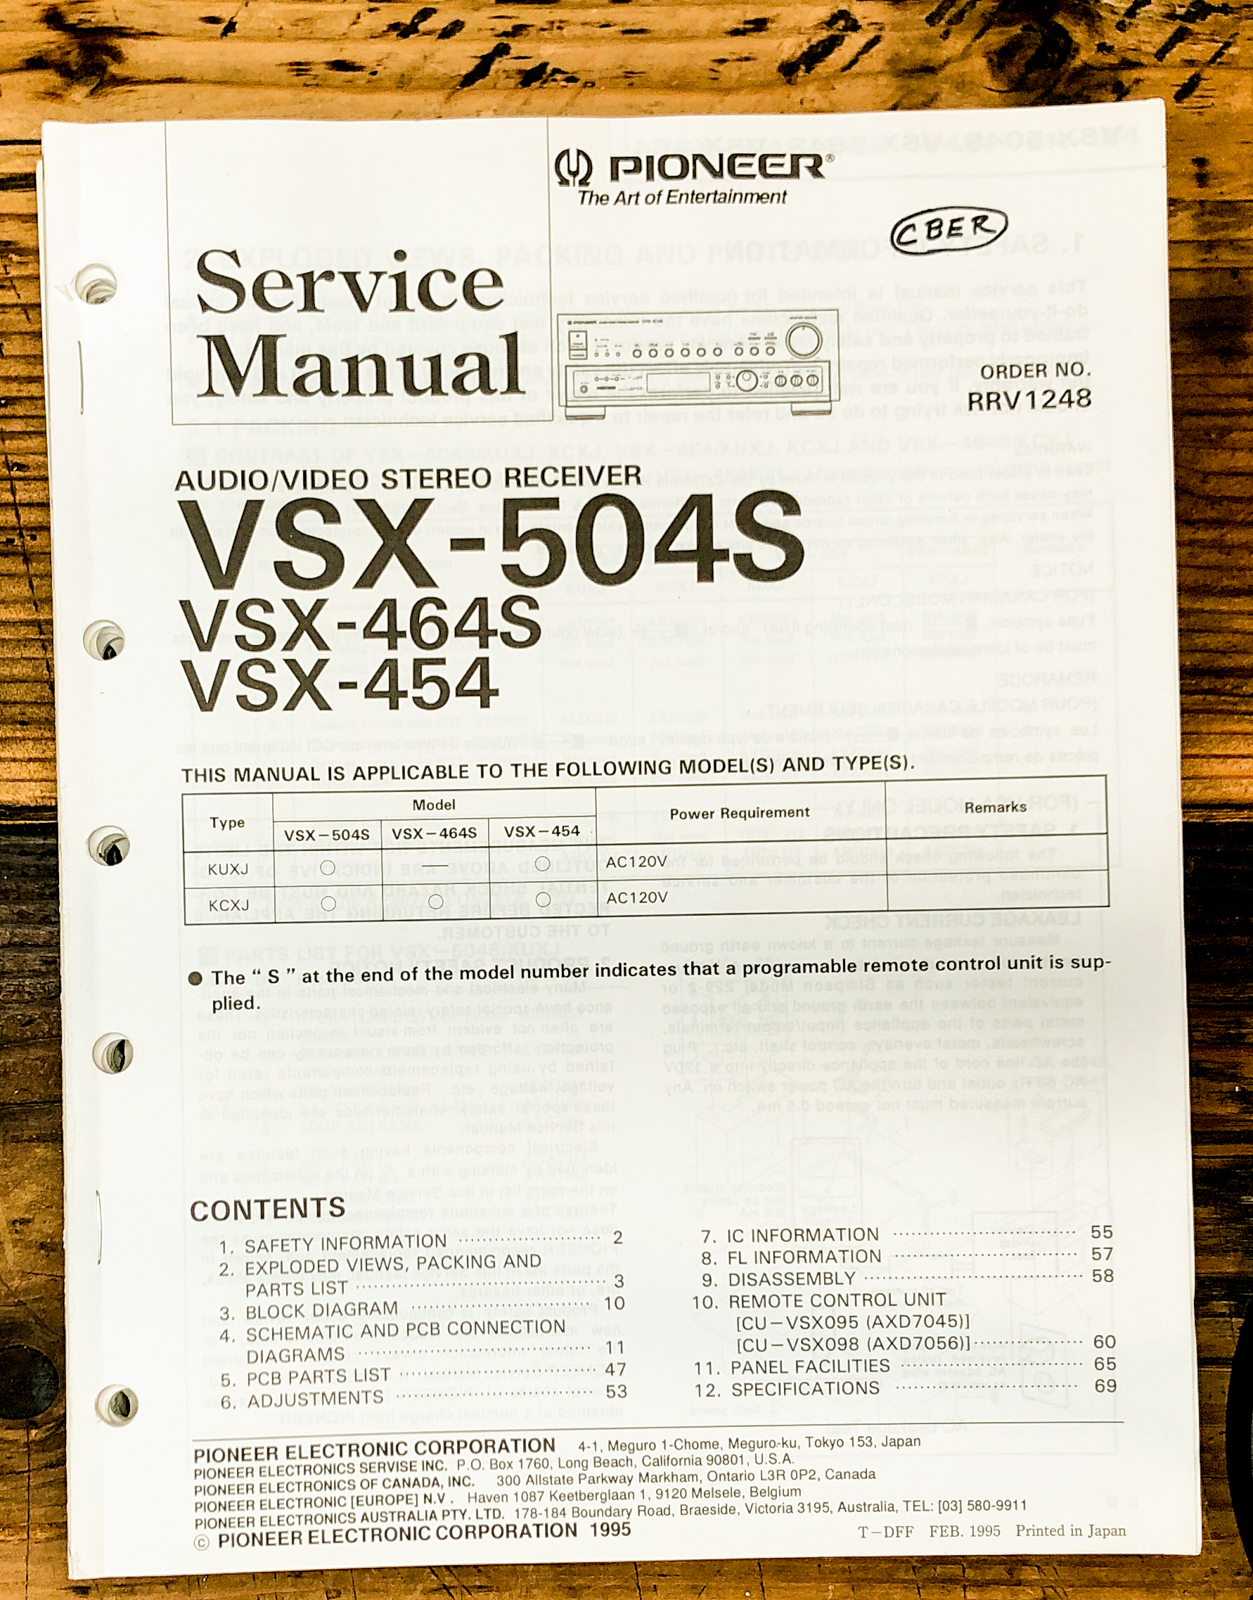 PIONEER®
The Art of Entertainment
CBER
Service
Manual
ORDER NO.
RRV1248
AUDIO/VIDEO STEREO RECEIVER
VSX-504S
VSX-464S
VSX-454
THIS MANUAL IS APPLICABLE TO THE FOLLOWING MODEL(S) AND TYPE(S).
Type Model Power Requirement Remarks
VSX－504S VSX－464S VSX－454
KUXJ ○ — ○ AC120V
KCXJ ○ ○ ○ AC120V
● The “ S ” at the end of the model number indicates that a programable remote control unit is sup-
plied.
CONTENTS
1. SAFETY INFORMATION ········ 2
2. EXPLODED VIEWS, PACKING AND
PARTS LIST ········ 3
3. BLOCK DIAGRAM ········ 10
4. SCHEMATIC AND PCB CONNECTION
DIAGRAMS ········ 11
5. PCB PARTS LIST ········ 47
6. ADJUSTMENTS ········ 53
7. IC INFORMATION ········ 55
8. FL INFORMATION ········ 57
9. DISASSEMBLY ········ 58
10. REMOTE CONTROL UNIT
[CU－VSX095 (AXD7045)]
[CU－VSX098 (AXD7056)] ········ 60
11. PANEL FACILITIES ········ 65
12. SPECIFICATIONS ········ 69
PIONEER ELECTRONIC CORPORATION 4-1, Meguro 1-Chome, Meguro-ku, Tokyo 153, Japan
PIONEER ELECTRONICS SERVISE INC. P.O. Box 1760, Long Beach, California 90801, U.S.A.
PIONEER ELECTRONICS OF CANADA, INC. 300 Allstate Parkway Markham, Ontario L3R 0P2, Canada
PIONEER ELECTRONIC [EUROPE] N.V. Haven 1087 Keetberglaan 1, 9120 Melsele, Belgium
PIONEER ELECTRONICS AUSTRALIA PTY. LTD. 178-184 Boundary Road, Braeside, Victoria 3195, Australia, TEL: [03] 580-9911
© PIONEER ELECTRONIC CORPORATION 1995
T－DFF FEB. 1995 Printed in Japan